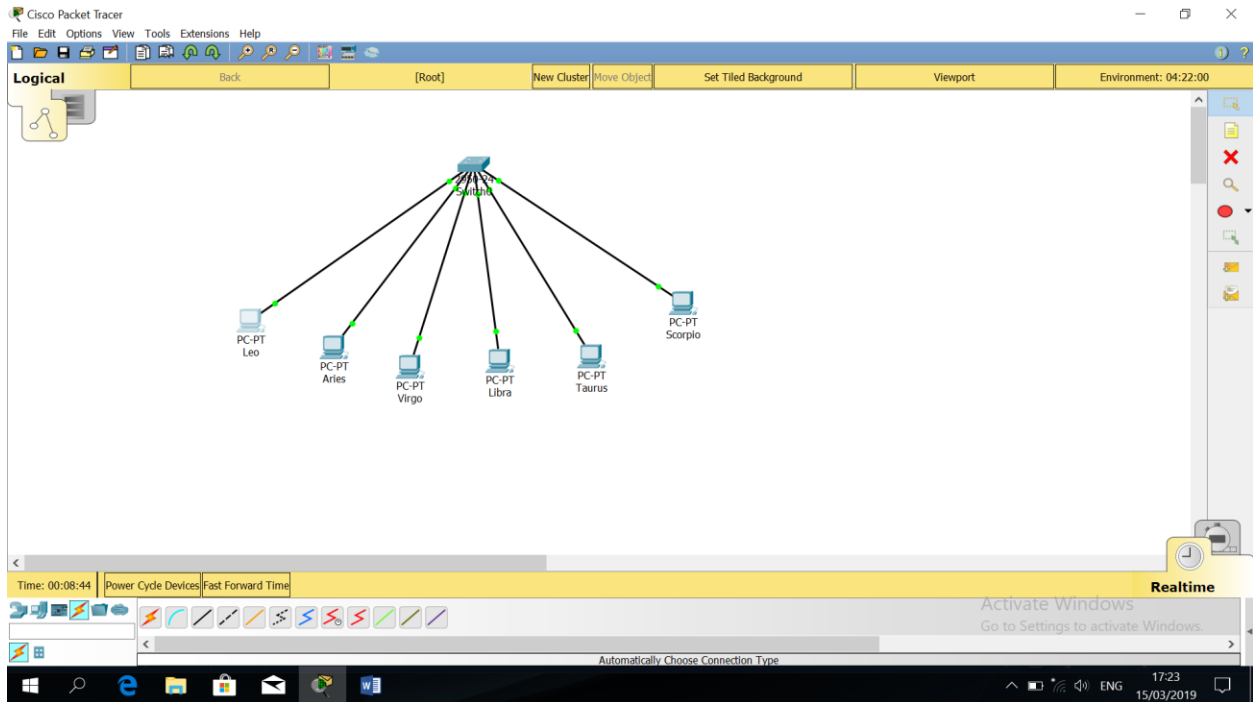 Cisco Packet Tracer
File Edit Options View Tools Extensions Help
Logical Back [Root] New Cluster Move Object Set Tiled Background Viewport Environment: 04:22:00
2950-24
Switch0
PC-PT
Leo
PC-PT
Aries
PC-PT
Virgo
PC-PT
Libra
PC-PT
Taurus
PC-PT
Scorpio
Time: 00:08:44 Power Cycle Devices Fast Forward Time Realtime
Activate Windows
Go to Settings to activate Windows.
Automatically Choose Connection Type
ENG 17:23
15/03/2019